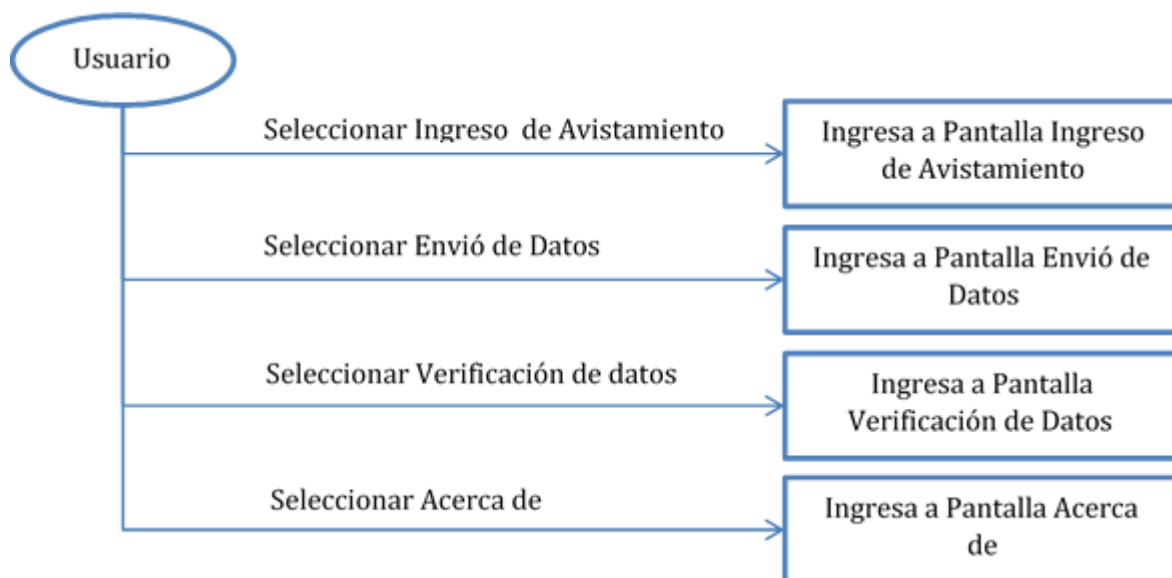 Usuario
Seleccionar Ingreso de Avistamiento
Ingresa a Pantalla Ingreso
de Avistamiento
Seleccionar Envió de Datos
Ingresa a Pantalla Envió de
Datos
Seleccionar Verificación de datos
Ingresa a Pantalla
Verificación de Datos
Seleccionar Acerca de
Ingresa a Pantalla Acerca
de